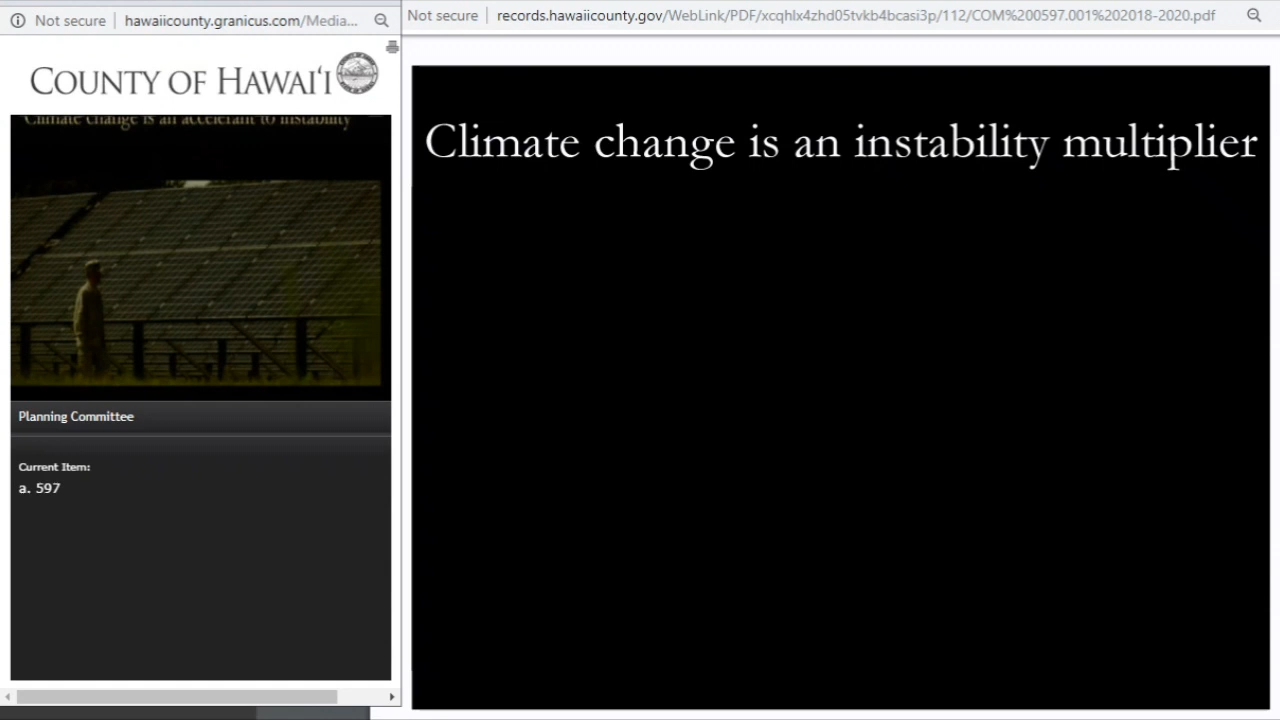 Not secure
hawaiicounty.granicus.com/Media...
COUNTY OF HAWAI‘I
Climate change is an accelerant to instability
Planning Committee
Current Item:
a. 597
Not secure
records.hawaiicounty.gov/WebLink/PDF/xcqhlx4zhd05tvkb4bcasi3p/112/COM%200597.001%202018-2020.pdf
Climate change is an instability multiplier